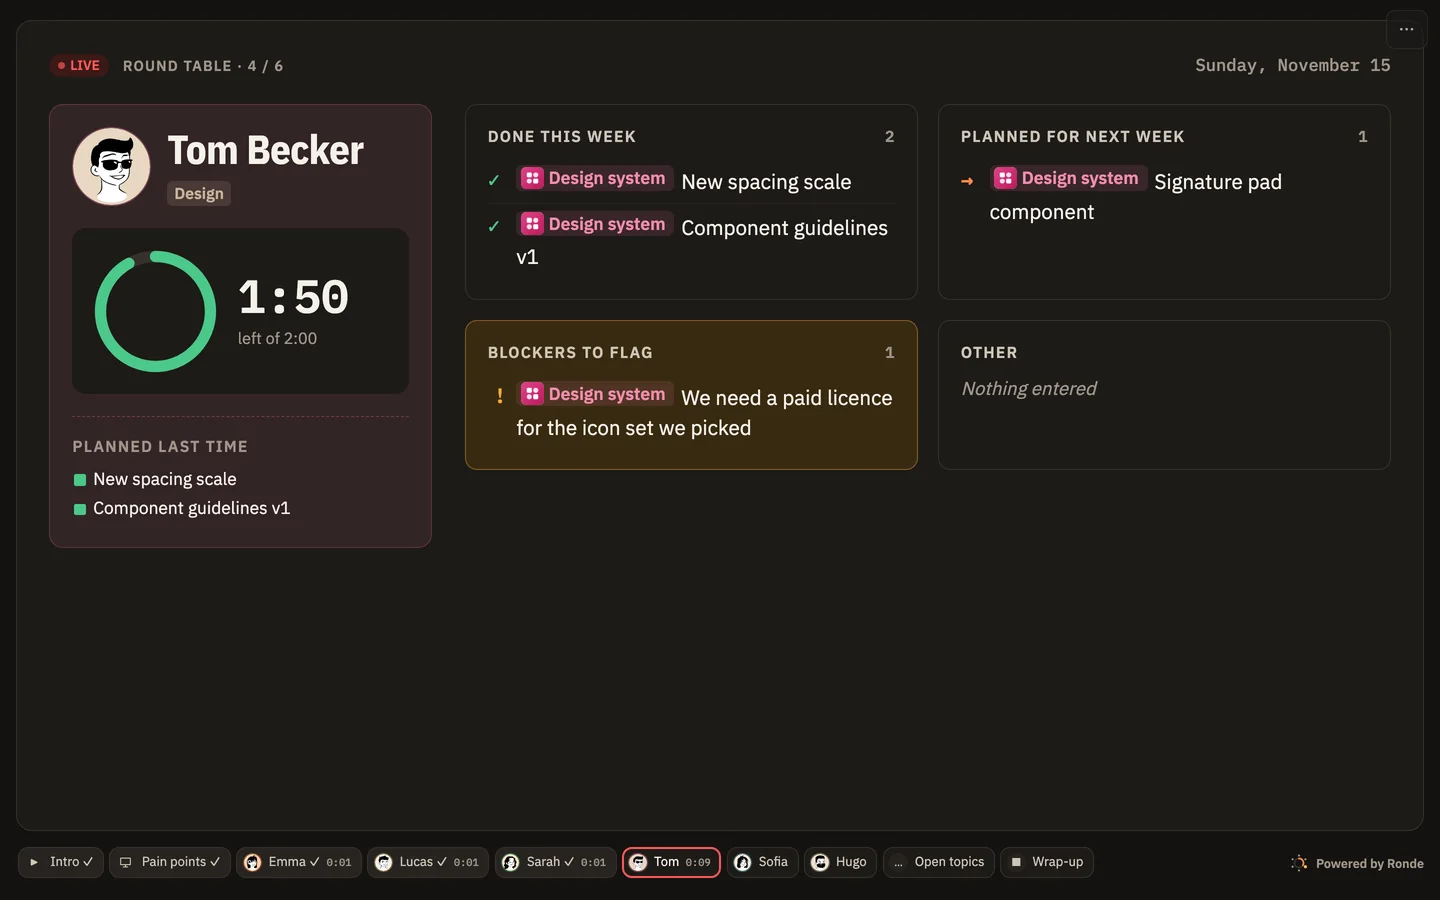 LIVE ROUND TABLE · 4 / 6
Sunday, November 15
Tom Becker
Design
1:50
left of 2:00
PLANNED LAST TIME
New spacing scale
Component guidelines v1
DONE THIS WEEK 2
✓ Design system New spacing scale
✓ Design system Component guidelines
v1
PLANNED FOR NEXT WEEK 1
→ Design system Signature pad
component
BLOCKERS TO FLAG 1
! Design system We need a paid licence
for the icon set we picked
OTHER
Nothing entered
Intro ✓ Pain points ✓ Emma ✓ 0:01 Lucas ✓ 0:01 Sarah ✓ 0:01 Tom 0:09 Sofia Hugo ... Open topics Wrap-up
Powered by Ronde